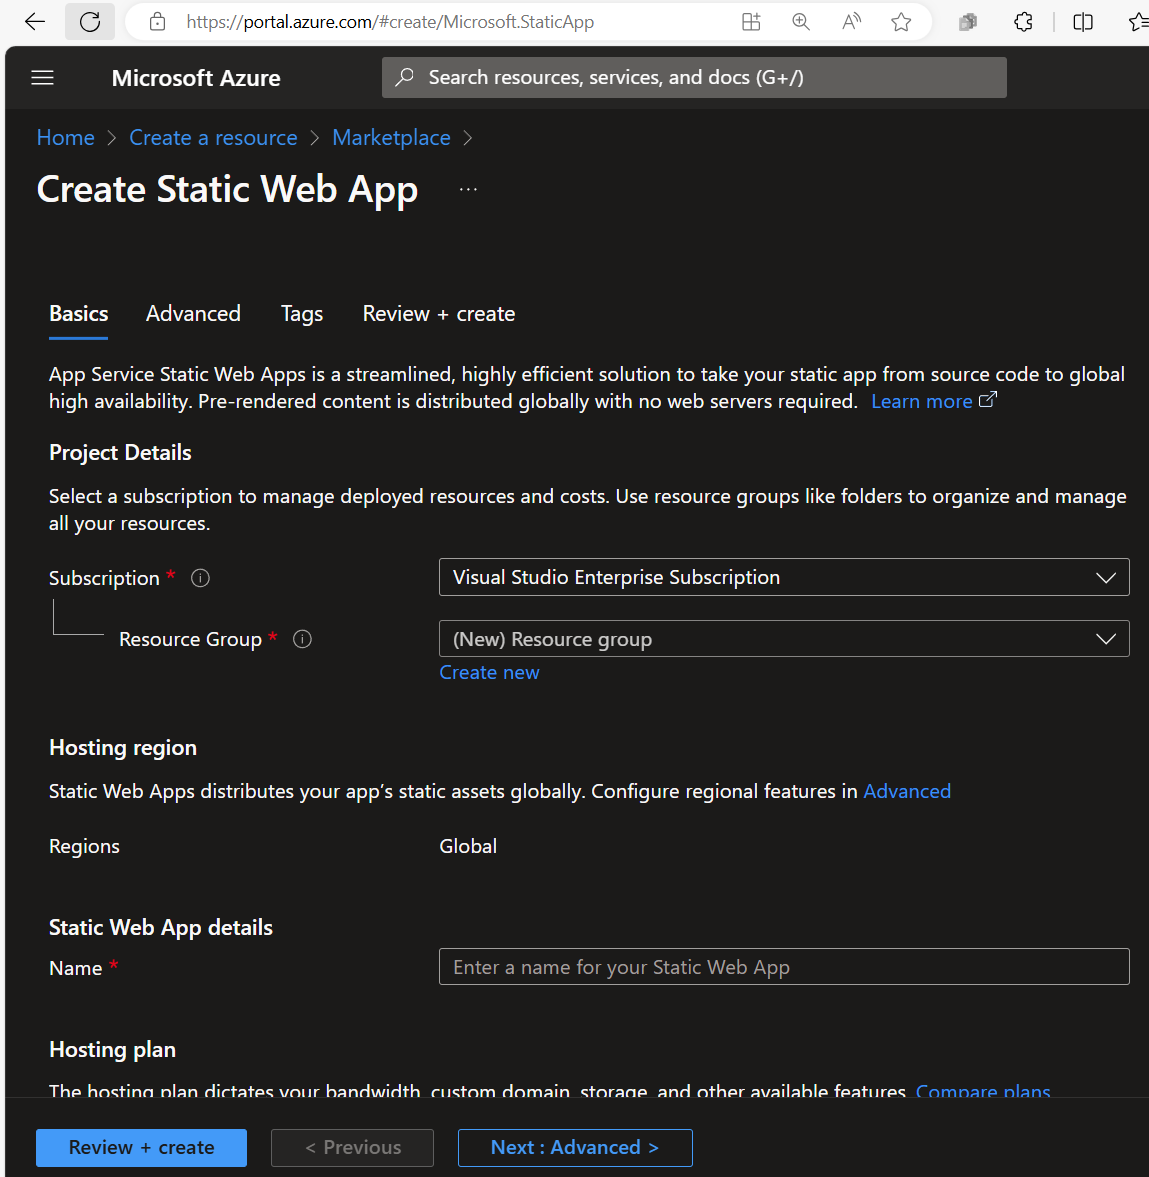 https://portal.azure.com/#create/Microsoft.StaticApp
Microsoft Azure
Search resources, services, and docs (G+/)
Home > Create a resource > Marketplace >
Create Static Web App ...
Basics Advanced Tags Review + create
App Service Static Web Apps is a streamlined, highly efficient solution to take your static app from source code to global
high availability. Pre-rendered content is distributed globally with no web servers required. Learn more
Project Details
Select a subscription to manage deployed resources and costs. Use resource groups like folders to organize and manage
all your resources.
Subscription *
Visual Studio Enterprise Subscription
Resource Group *
(New) Resource group
Create new
Hosting region
Static Web Apps distributes your app's static assets globally. Configure regional features in Advanced
Regions Global
Static Web App details
Name *
Enter a name for your Static Web App
Hosting plan
The hosting plan dictates your bandwidth, custom domain, storage, and other available features. Compare plans
Review + create < Previous Next : Advanced >